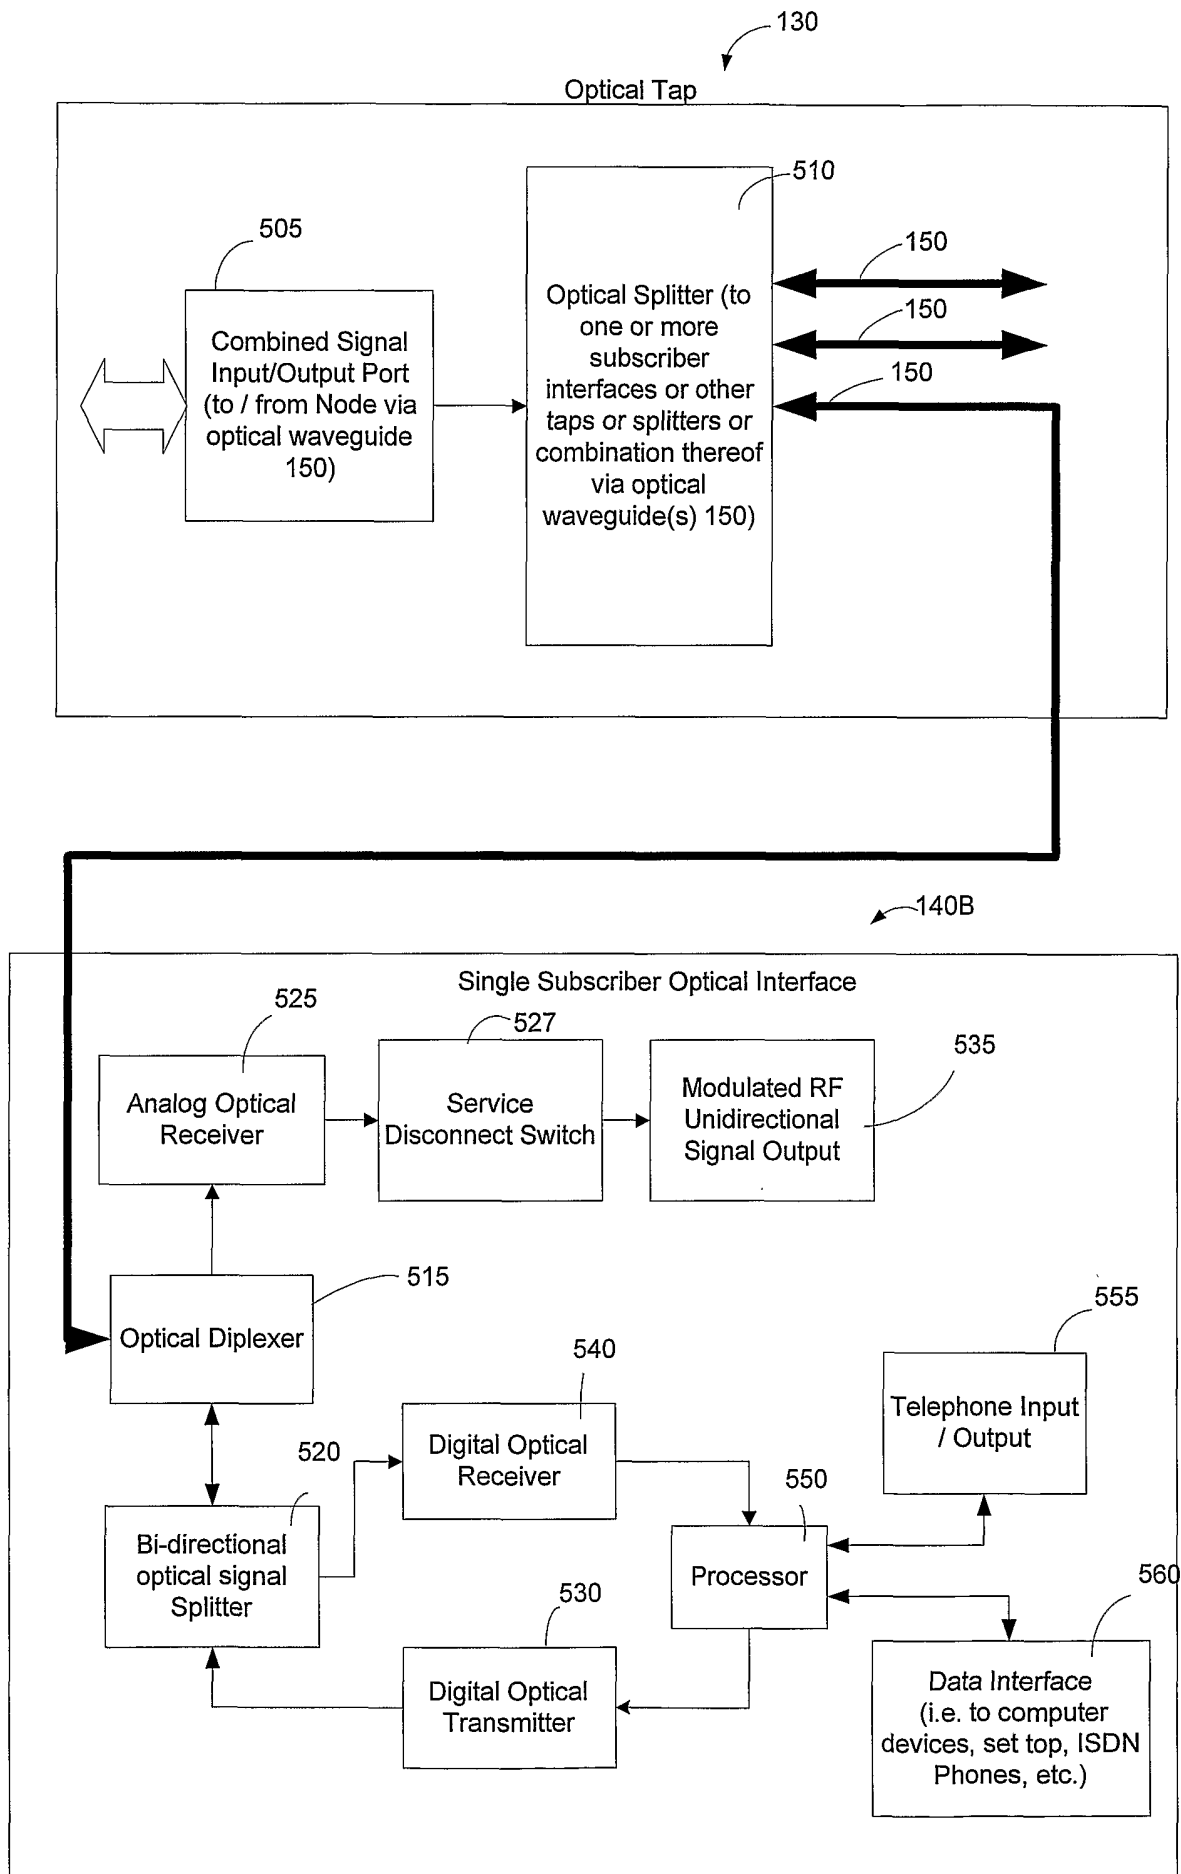 130
Optical Tap
510
505
150
Combined Signal
Input/Output Port
(to / from Node via
optical waveguide
150)
Optical Splitter (to
one or more
subscriber
interfaces or other
taps or splitters or
combination thereof
via optical
waveguide(s) 150)
150
150
140B
Single Subscriber Optical Interface
525
527
535
Analog Optical
Receiver
Service
Disconnect Switch
Modulated RF
Unidirectional
Signal Output
515
Optical Diplexer
555
540
Telephone Input
/ Output
520
Digital Optical
Receiver
550
Bi-directional
optical signal
Splitter
Processor
560
530
Digital Optical
Transmitter
Data Interface
(i.e. to computer
devices, set top, ISDN
Phones, etc.)